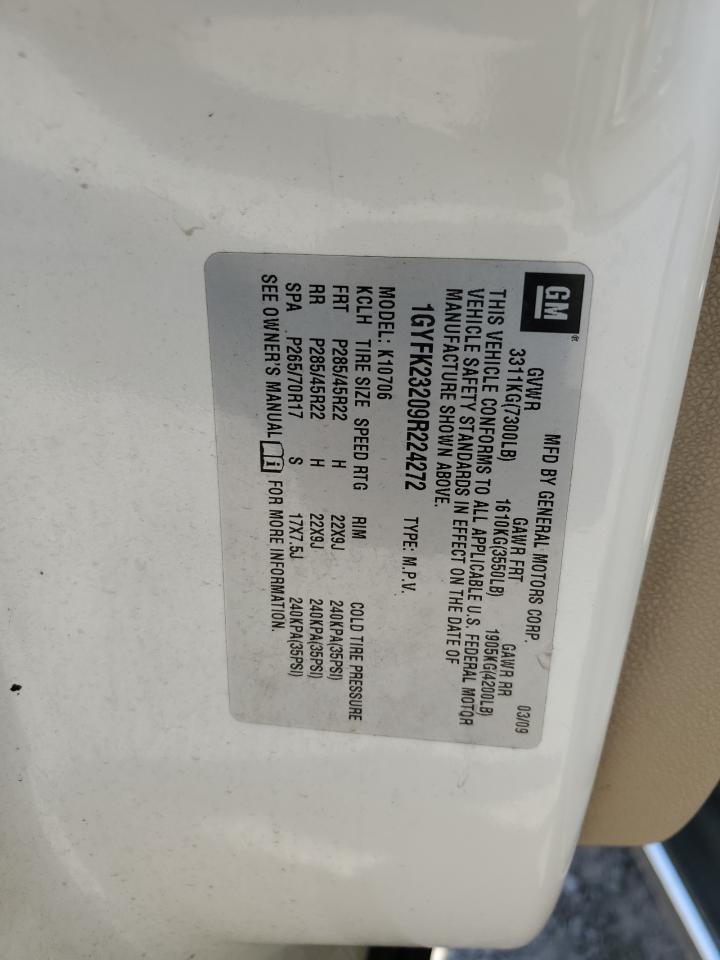 GM®
MFD BY GENERAL MOTORS CORP. 03/09
GVWR GAWR FRT GAWR RR
3311KG(7300LB) 1610KG(3550LB) 1905KG(4200LB)
THIS VEHICLE CONFORMS TO ALL APPLICABLE U.S. FEDERAL MOTOR
VEHICLE SAFETY STANDARDS IN EFFECT ON THE DATE OF
MANUFACTURE SHOWN ABOVE.
1GYFK23209R224272 TYPE: M.P.V.
MODEL: K10706
KCLH TIRE SIZE SPEED RTG RIM COLD TIRE PRESSURE
FRT P285/45R22 H 22X9J 240KPA(35PSI)
RR P285/45R22 H 22X9J 240KPA(35PSI)
SPA P265/70R17 S 17X7.5J 240KPA(35PSI)
SEE OWNER'S MANUAL i FOR MORE INFORMATION.